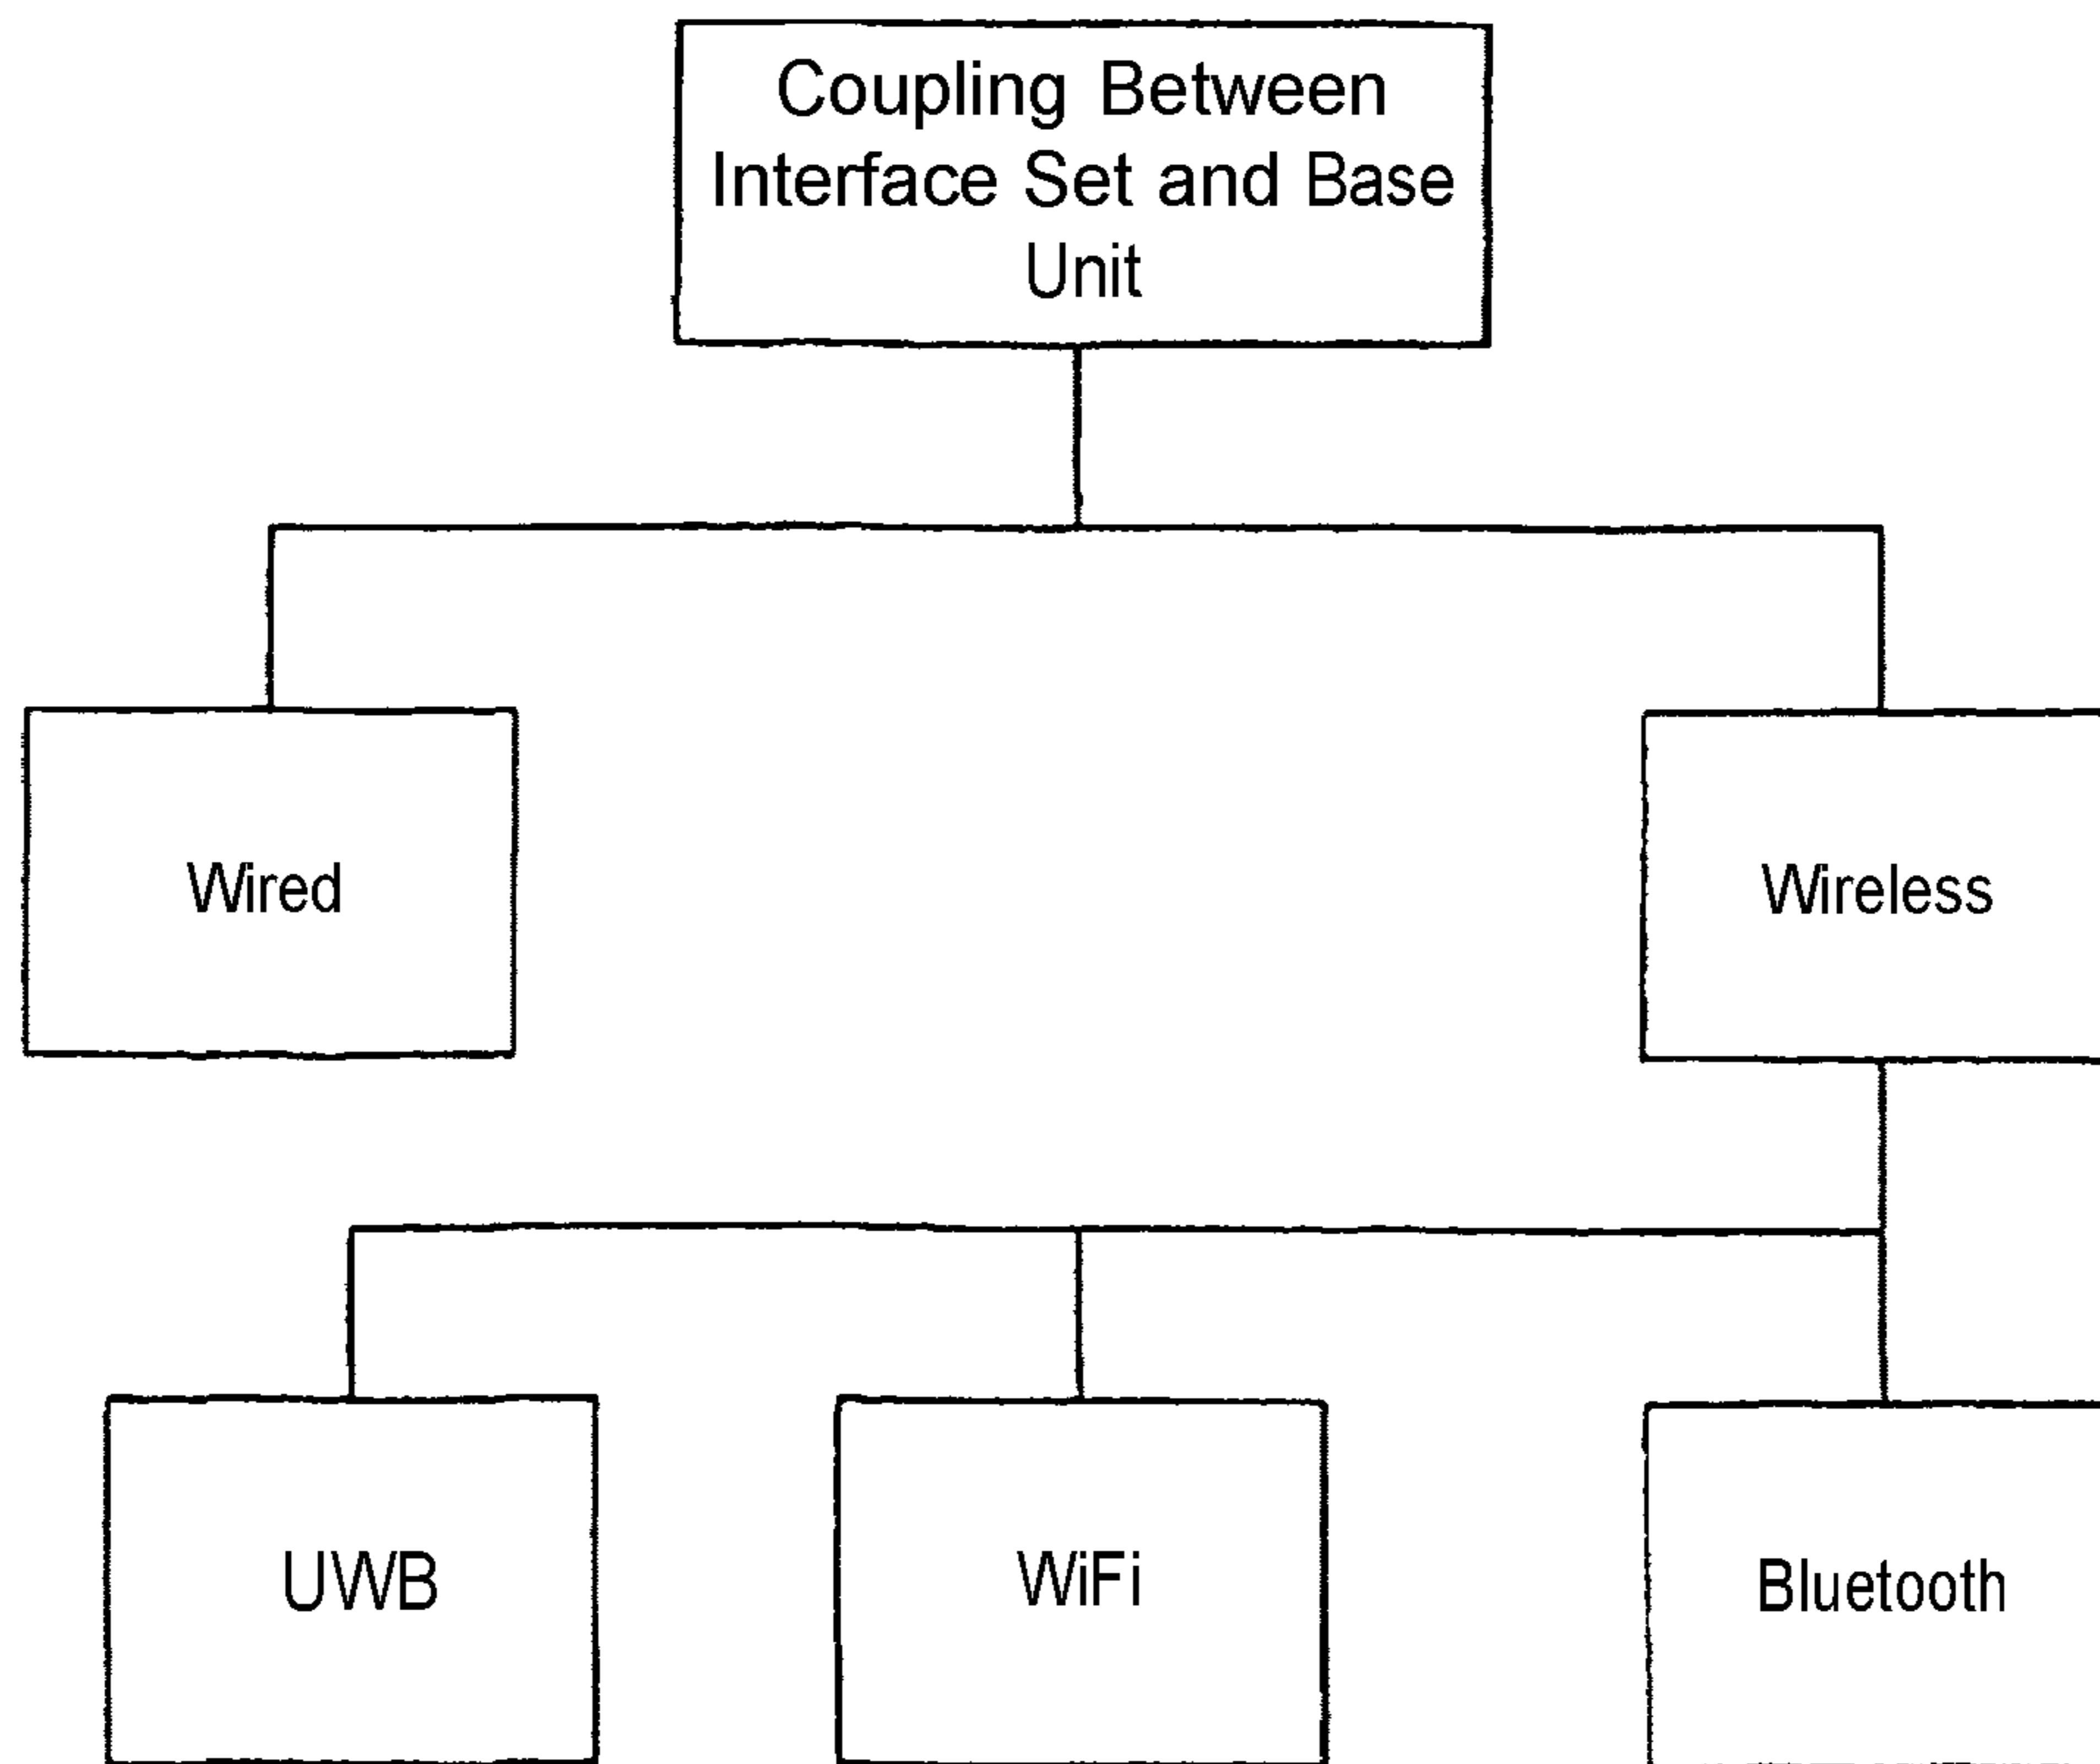 Coupling Between
Interface Set and Base
Unit
Wired
Wireless
UWB
WiFi
Bluetooth